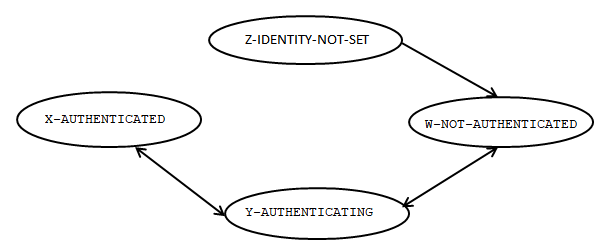 Z-IDENTITY-NOT-SET
X-AUTHENTICATED
W-NOT-AUTHENTICATED
Y-AUTHENTICATING